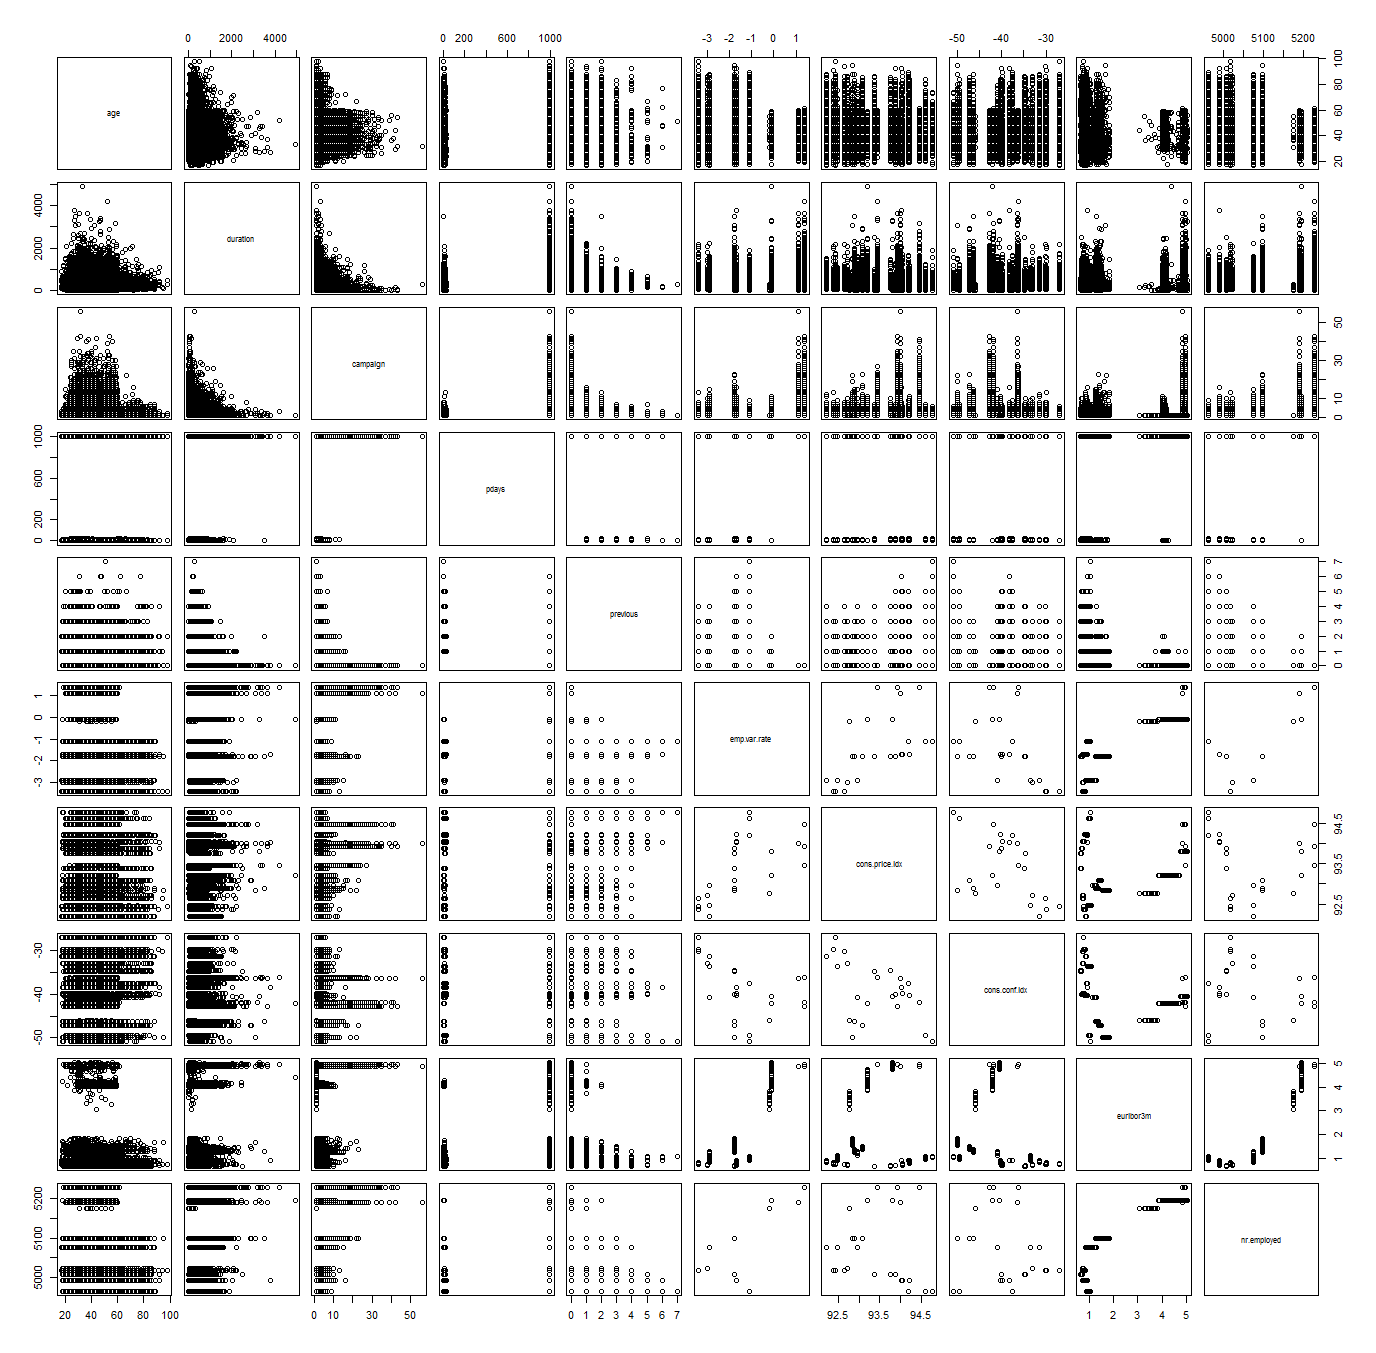 0 2000 4000 0 400 1000 -3 -2 -1 0 1 -50 -40 -30 5000 5100 5200
age 20 40 60 80 100
0 2000 4000 duration
campaign 0 10 30 50
0 200 600 1000 pdays
previous 0 1 2 3 4 5 6 7
-3 -2 -1 0 1 emp.var.rate
cons.price.idx 92.5 93.5 94.5
-50 -40 -30 cons.conf.idx
euribor3m 1 2 3 4 5
5000 5100 5200 nr.employed
20 40 60 80 100 0 10 30 50 0 1 2 3 4 5 6 7 92.5 93.5 94.5 1 2 3 4 5